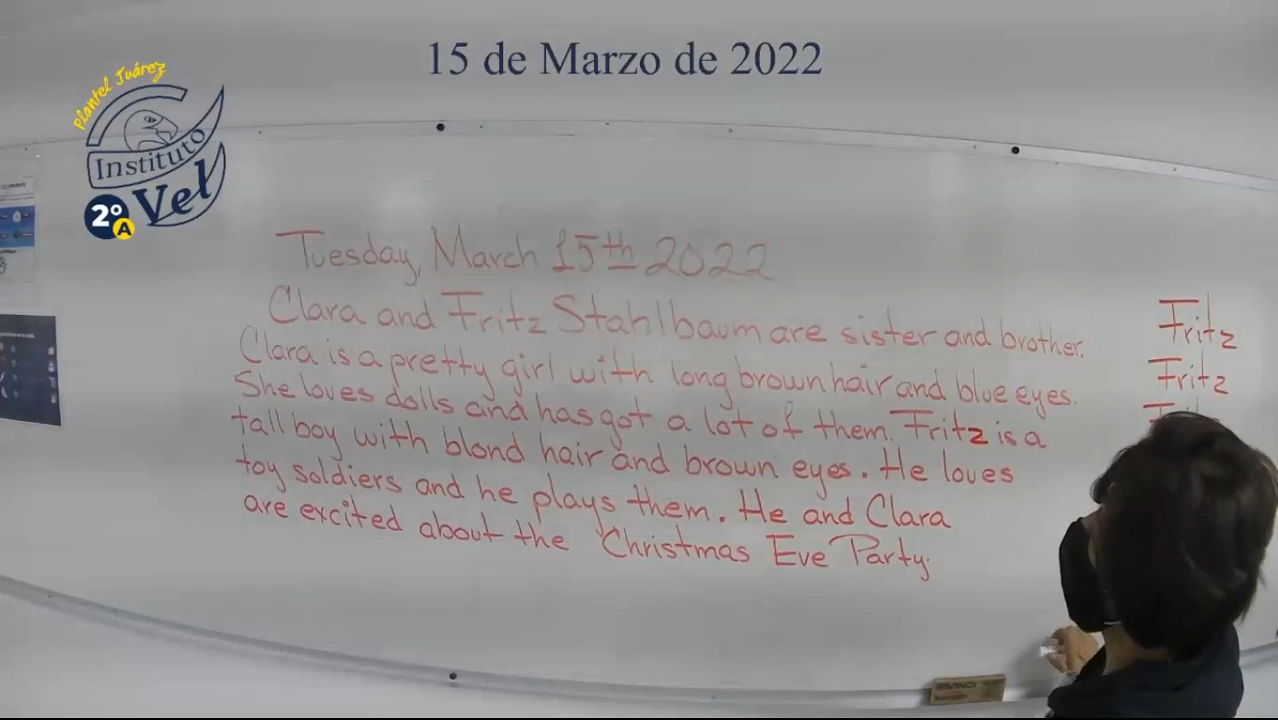 15 de Marzo de 2022
Plantel Juárez
Instituto
Vel
2° A
Tuesday, March 15th 2022
Clara and Fritz Stahlbaum are sister and brother.
Clara is a pretty girl with long brown hair and blue eyes.
She loves dolls and has got a lot of them. Fritz is a
tall boy with blond hair and brown eyes. He loves
toy soldiers and he plays them. He and Clara
are excited about the Christmas Eve Party.
Fritz
Fritz